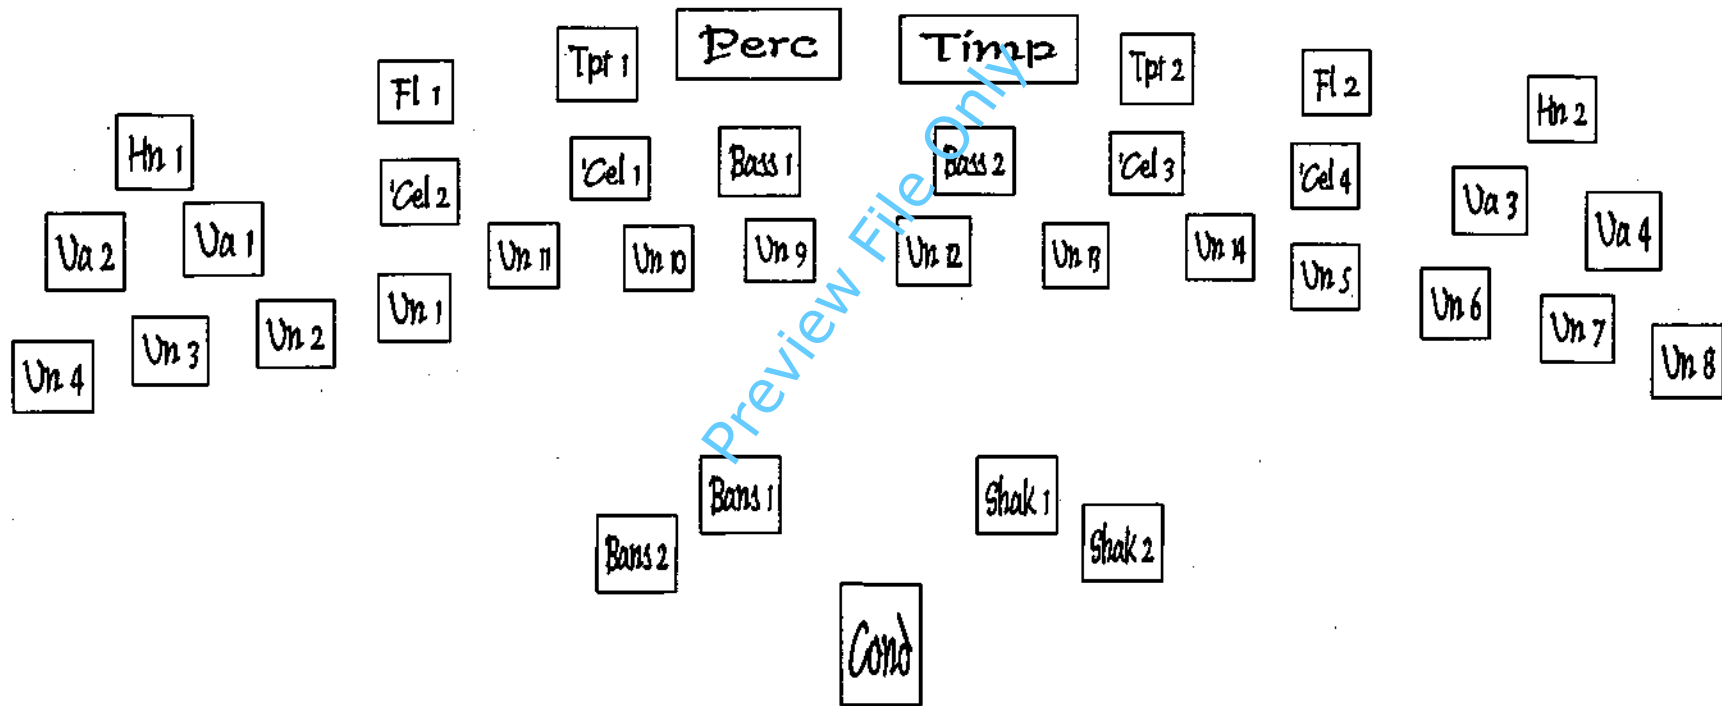 Perc Timp
Tpt 1 Tpt 2
Fl 1 Fl 2
Hn 1 Hn 2
'Cel 2 'Cel 1 Bass 1 Bass 2 'Cel 3 'Cel 4
Va 2 Va 1 Va 3 Va 4
Vn 11 Vn 10 Vn 9 Vn 12 Vn 13 Vn 14
Vn 4 Vn 3 Vn 2 Vn 1 Vn 5 Vn 6 Vn 7 Vn 8
Preview File Only
Bans 1 Shak 1
Bans 2 Shak 2
Cond